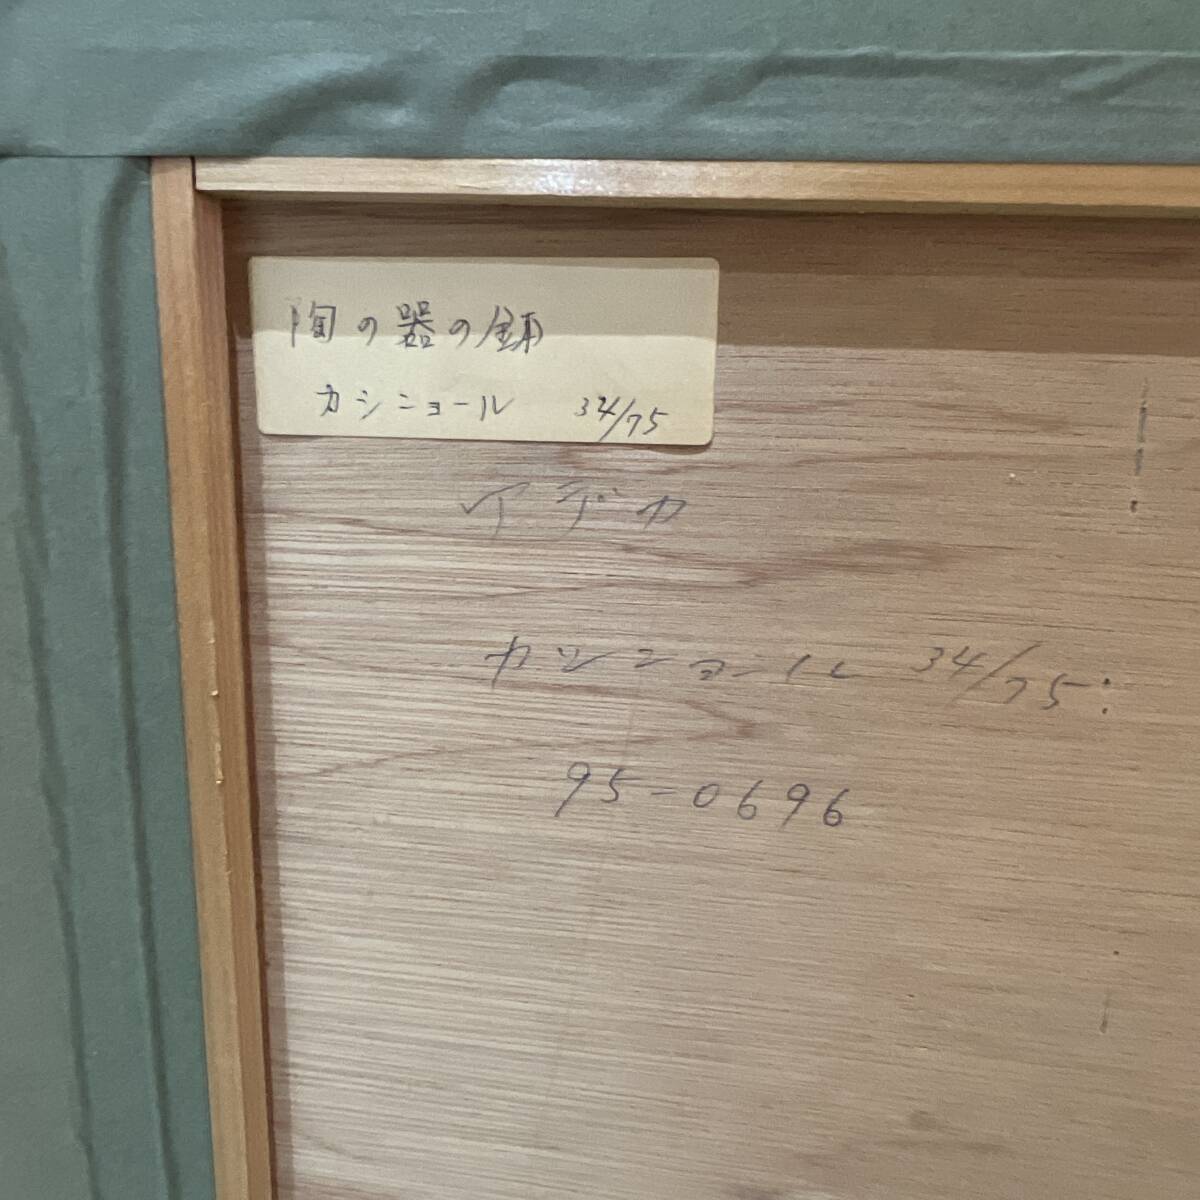 陶の器の鉢
カシニョール 34/75
アデカ
カシニョール 34/75:
95-0696